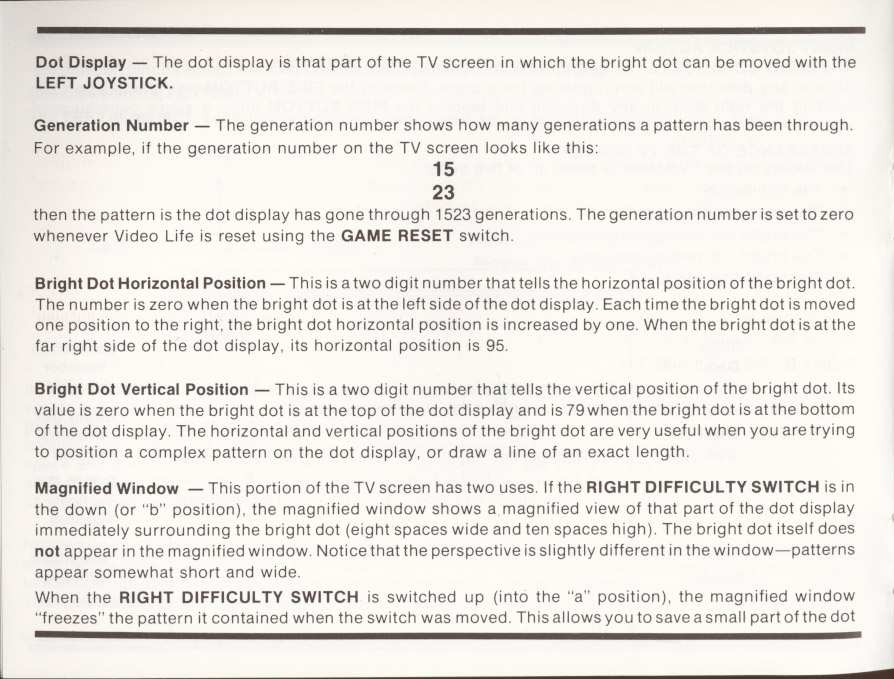 Dot Display — The dot display is that part of the TV screen in which the bright dot can be moved with the
LEFT JOYSTICK.
Generation Number — The generation number shows how many generations a pattern has been through.
For example, if the generation number on the TV screen looks like this:
15
23
then the pattern is the dot display has gone through 1523 generations. The generation number is set to zero
whenever Video Life is reset using the GAME RESET switch.
Bright Dot Horizontal Position — This is a two digit number that tells the horizontal position of the bright dot.
The number is zero when the bright dot is at the left side of the dot display. Each time the bright dot is moved
one position to the right, the bright dot horizontal position is increased by one. When the bright dot is at the
far right side of the dot display, its horizontal position is 95.
Bright Dot Vertical Position — This is a two digit number that tells the vertical position of the bright dot. Its
value is zero when the bright dot is at the top of the dot display and is 79 when the bright dot is at the bottom
of the dot display. The horizontal and vertical positions of the bright dot are very useful when you are trying
to position a complex pattern on the dot display, or draw a line of an exact length.
Magnified Window — This portion of the TV screen has two uses. If the RIGHT DIFFICULTY SWITCH is in
the down (or “b” position), the magnified window shows a magnified view of that part of the dot display
immediately surrounding the bright dot (eight spaces wide and ten spaces high). The bright dot itself does
not appear in the magnified window. Notice that the perspective is slightly different in the window—patterns
appear somewhat short and wide.
When the RIGHT DIFFICULTY SWITCH is switched up (into the “a” position), the magnified window
“freezes” the pattern it contained when the switch was moved. This allows you to save a small part of the dot